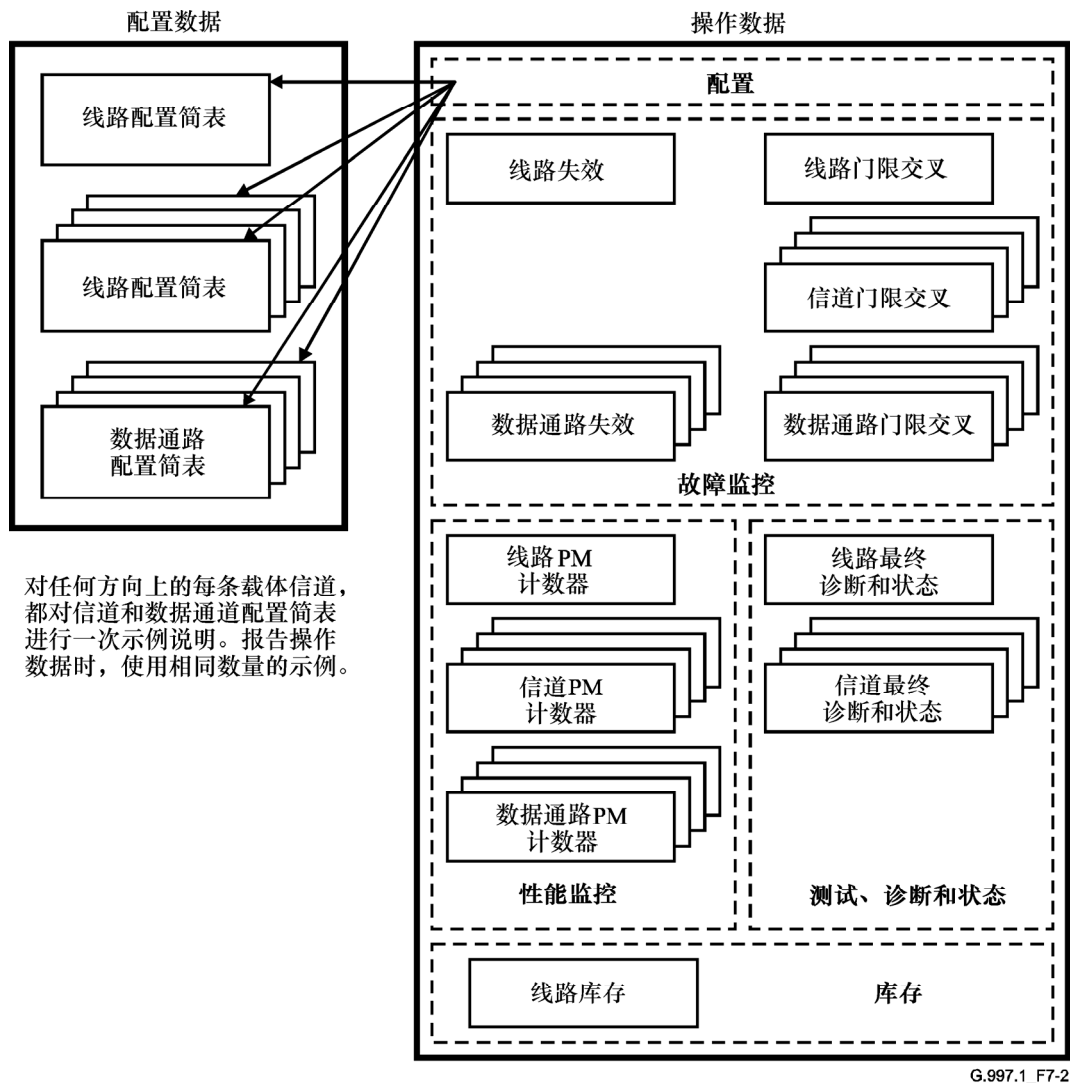 配置数据
线路配置简表
线路配置简表
数据通路
配置简表
对任何方向上的每条载体信道，
都对信道和数据通道配置简表
进行一次示例说明。报告操作
数据时，使用相同数量的示例。
操作数据
配置
线路失效
线路门限交叉
信道门限交叉
数据通路失效
数据通路门限交叉
故障监控
线路PM
计数器
信道PM
计数器
数据通路PM
计数器
性能监控
线路最终
诊断和状态
信道最终
诊断和状态
测试、诊断和状态
线路库存
库存
G.997.1_F7-2